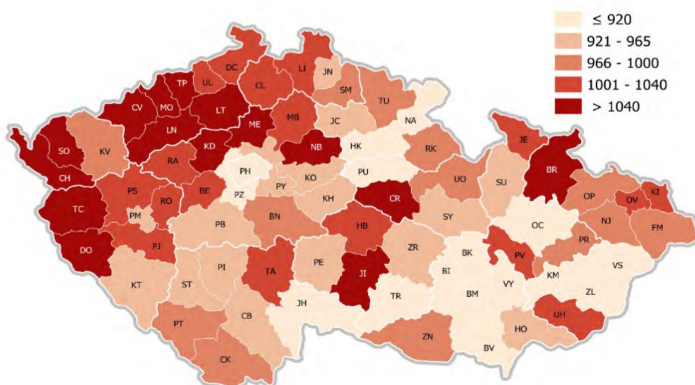 ≤ 920
921 - 965
966 - 1000
1001 - 1040
> 1040
DC
LI
JN
TP
UL
CL
SM
TU
CV
MO
LT
NA
LN
ME
MB
JC
SO
KV
KD
NB
HK
RK
JE
RA
CH
PH
KO
PU
BR
PS
RO
BE
PZ
PY
UO
SU
OP
OV
KI
TC
PM
KH
CR
PB
BN
SY
OC
NJ
FM
DO
PJ
HB
PR
KT
ST
PI
TA
PE
ZR
BK
PV
VS
JI
BI
KM
JH
TR
BM
VY
ZL
PT
CB
UH
CK
ZN
HO
BV